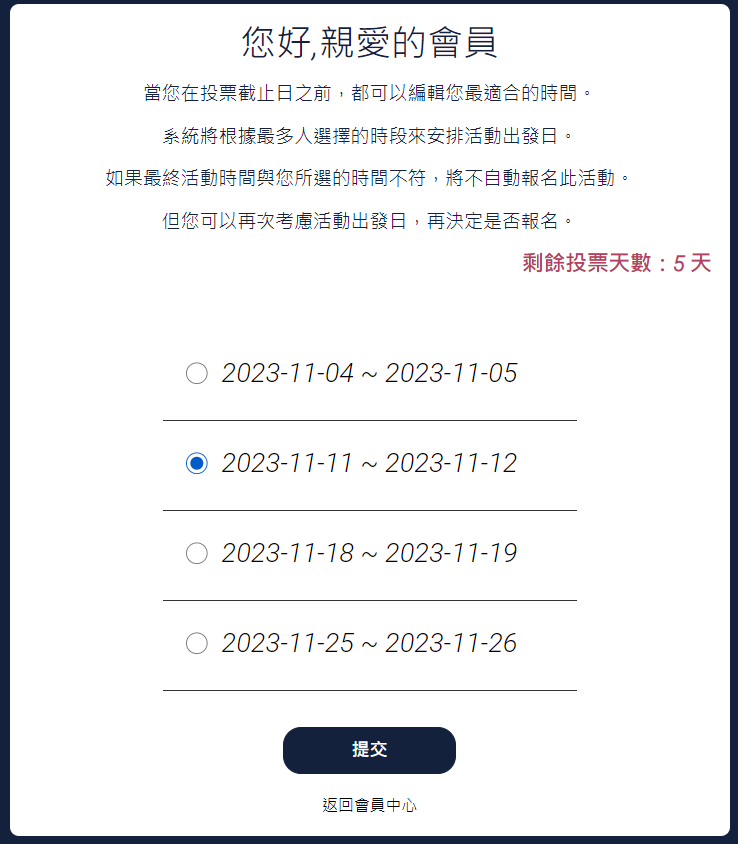 您好,親愛的會員
當您在投票截止日之前，都可以編輯您最適合的時間。
系統將根據最多人選擇的時段來安排活動出發日。
如果最終活動時間與您所選的時間不符，將不自動報名此活動。
但您可以再次考慮活動出發日，再決定是否報名。
剩餘投票天數：5 天
2023-11-04 ~ 2023-11-05
2023-11-11 ~ 2023-11-12
2023-11-18 ~ 2023-11-19
2023-11-25 ~ 2023-11-26
提交
返回會員中心